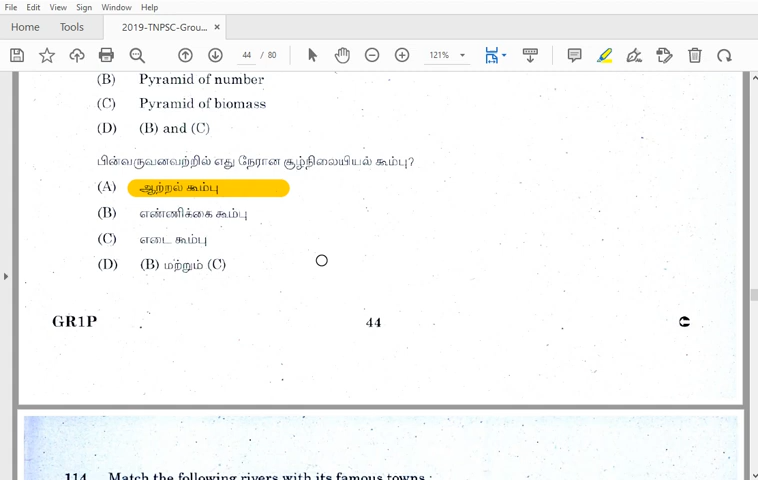 File Edit View Sign Window Help
Home Tools 2019-TNPSC-Grou... ×
44 / 80 121%
(B) Pyramid of number
(C) Pyramid of biomass
(D) (B) and (C)
பின்வருவனவற்றில் எது நேரான சூழ்நிலையியல் கூம்பு?
(A) ஆற்றல் கூம்பு
(B) எண்ணிக்கை கூம்பு
(C) எடை கூம்பு
(D) (B) மற்றும் (C)
GR1P 44
114 Match the following rivers with its famous towns :